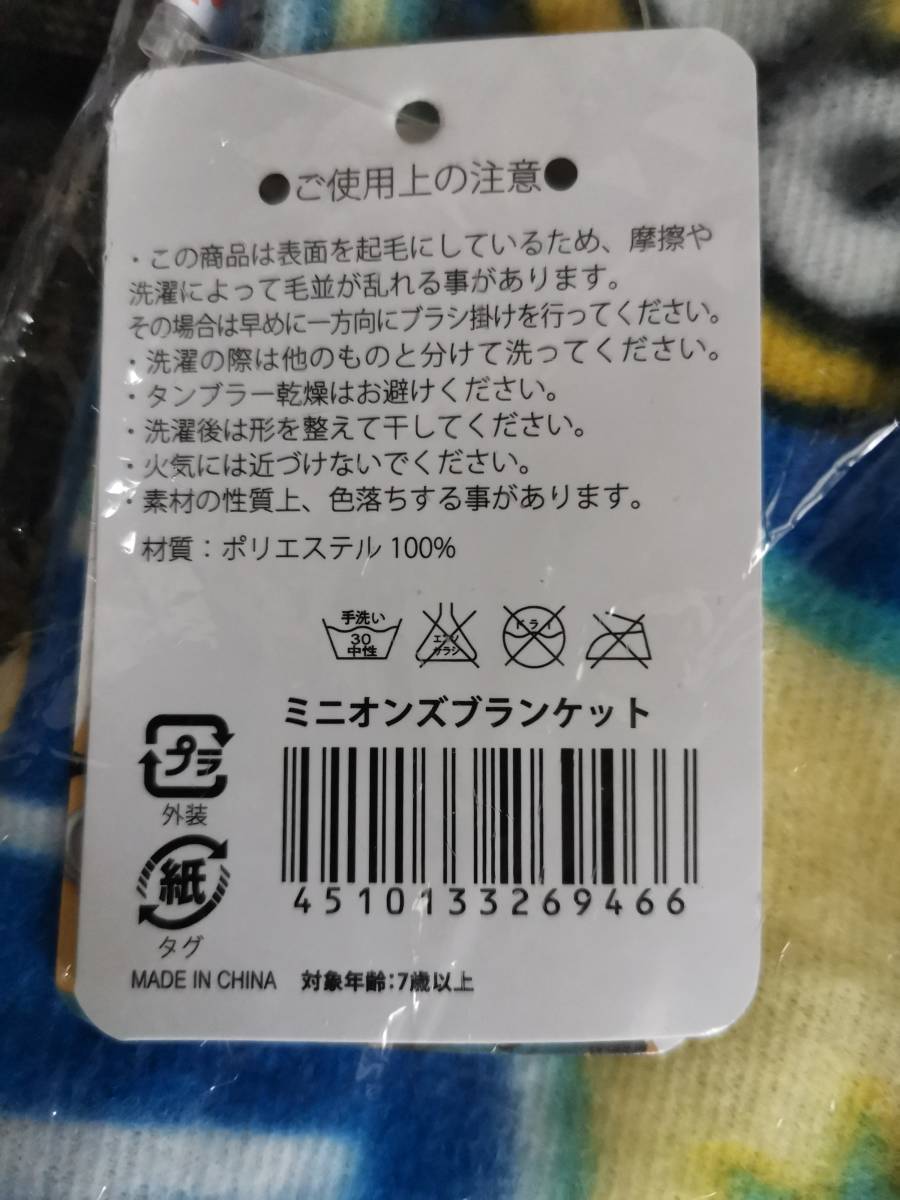 ●ご使用上の注意●
・この商品は表面を起毛にしているため、摩擦や
洗濯によって毛並が乱れる事があります。
その場合は早めに一方向にブラシ掛けを行ってください。
・洗濯の際は他のものと分けて洗ってください。
・タンブラー乾燥はお避けください。
・洗濯後は形を整えて干してください。
・火気には近づけないでください。
・素材の性質上、色落ちする事があります。
材質：ポリエステル 100%
手洗い
30
中性
エンソ
サラシ
ドライ
ミニオンズブランケット
プラ
外装
4510133269466
紙
タグ
MADE IN CHINA 対象年齢：7歳以上